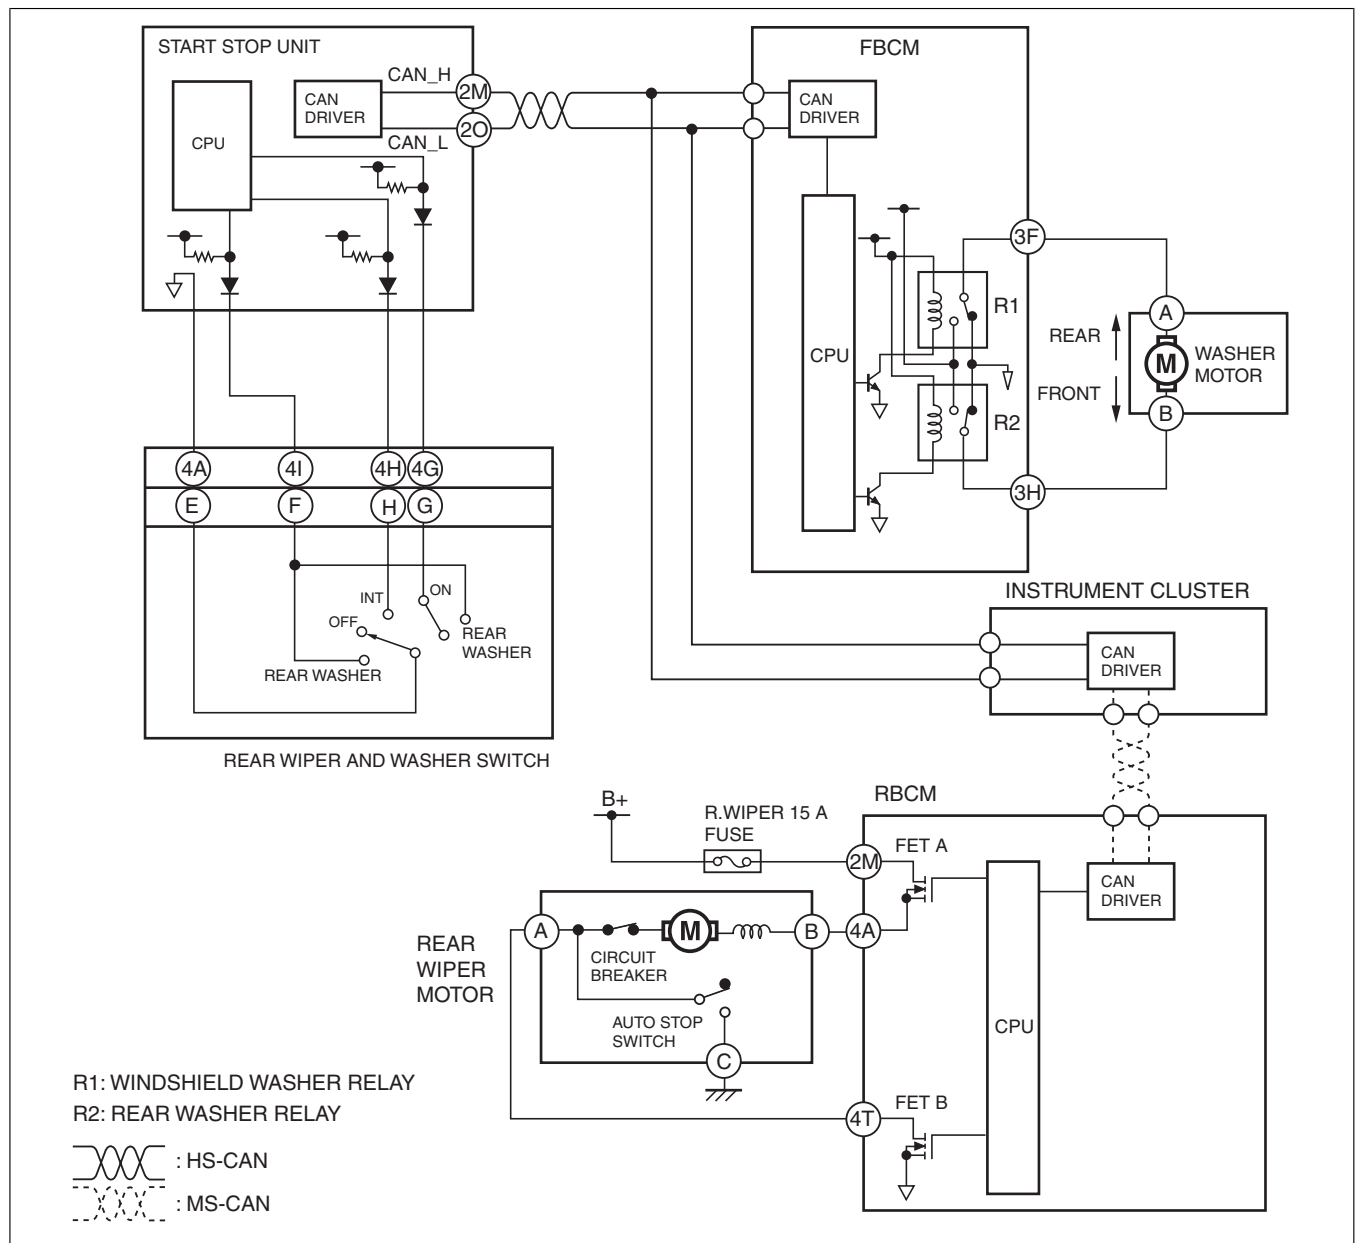 START STOP UNIT
CPU
CAN
DRIVER
CAN_H
2M
2O
CAN_L
FBCM
CAN
DRIVER
CPU
R1
R2
3F
3H
REAR
FRONT
A
M
B
WASHER
MOTOR
4A
4I
4H
4G
E
F
H
G
INT
ON
OFF
REAR WASHER
REAR
WASHER
REAR WIPER AND WASHER SWITCH
INSTRUMENT CLUSTER
CAN
DRIVER
B+
R.WIPER 15 A
FUSE
RBCM
2M
FET A
CAN
DRIVER
CPU
4A
REAR
WIPER
MOTOR
A
M
B
CIRCUIT
BREAKER
AUTO STOP
SWITCH
C
4T
FET B
R1: WINDSHIELD WASHER RELAY
R2: REAR WASHER RELAY
: HS-CAN
: MS-CAN